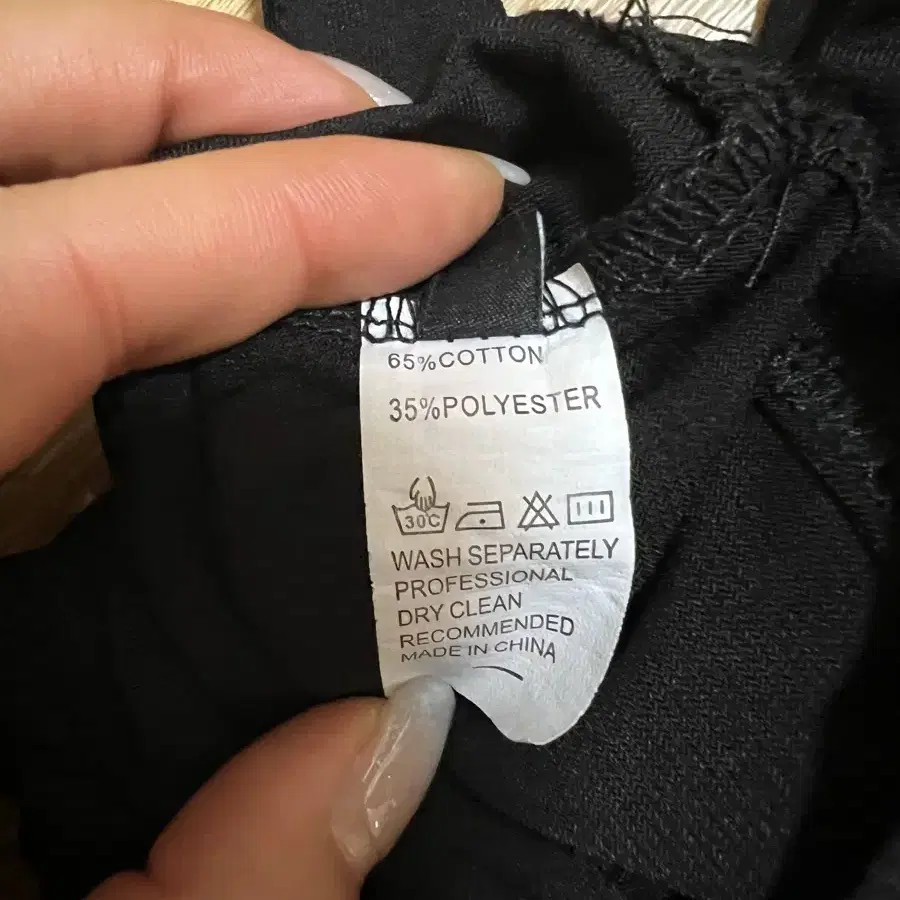 65%COTTON
35%POLYESTER
30C
WASH SEPARATELY
PROFESSIONAL
DRY CLEAN
RECOMMENDED
MADE IN CHINA